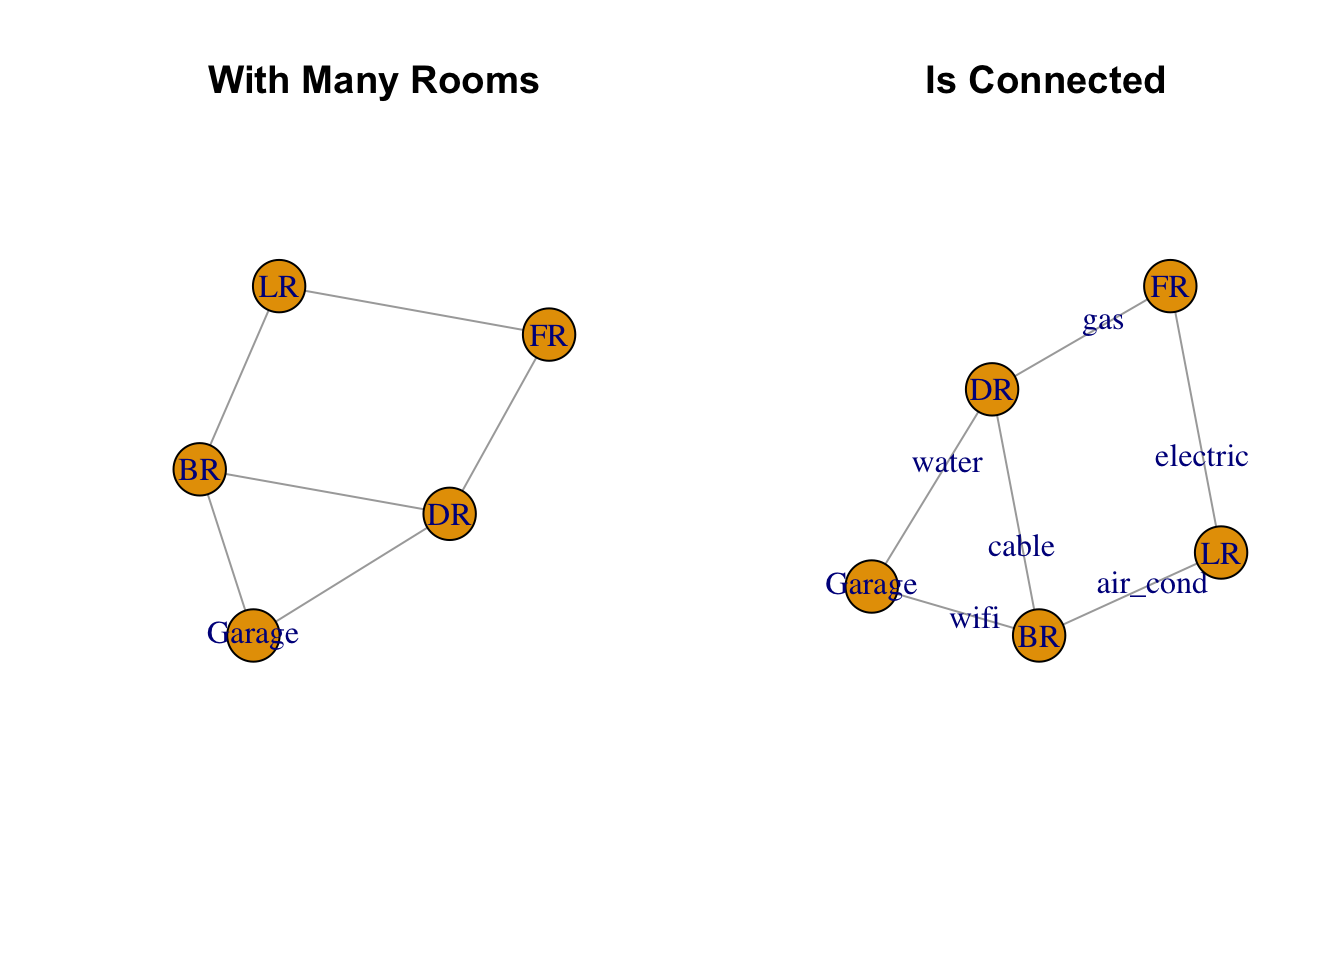 With Many Rooms
LR
FR
BR
DR
Garage
Is Connected
FR
gas
DR
water
electric
cable
LR
Garage
air_cond
wifi
BR